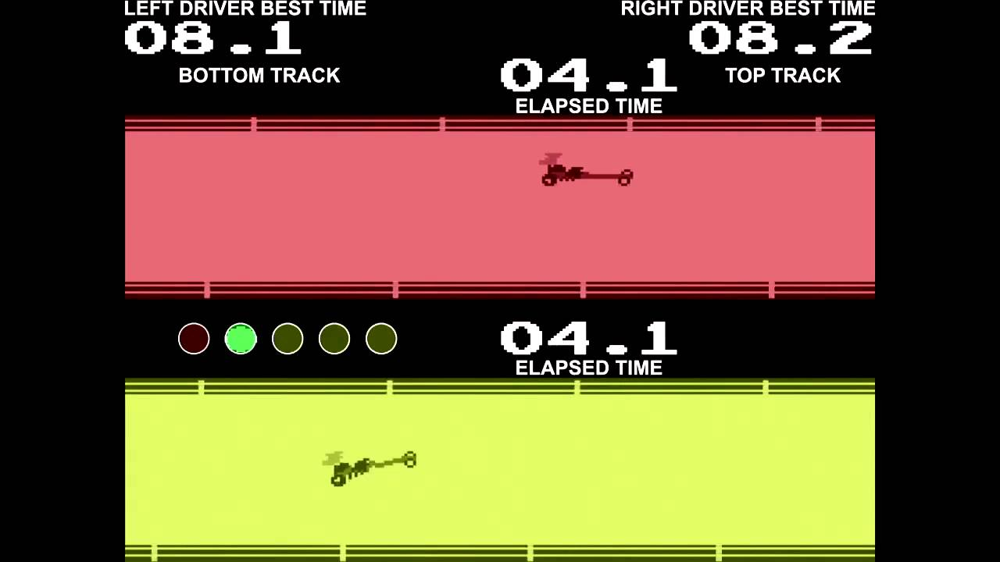 LEFT DRIVER BEST TIME
RIGHT DRIVER BEST TIME
08.1
08.2
BOTTOM TRACK
04.1
TOP TRACK
ELAPSED TIME
04.1
ELAPSED TIME